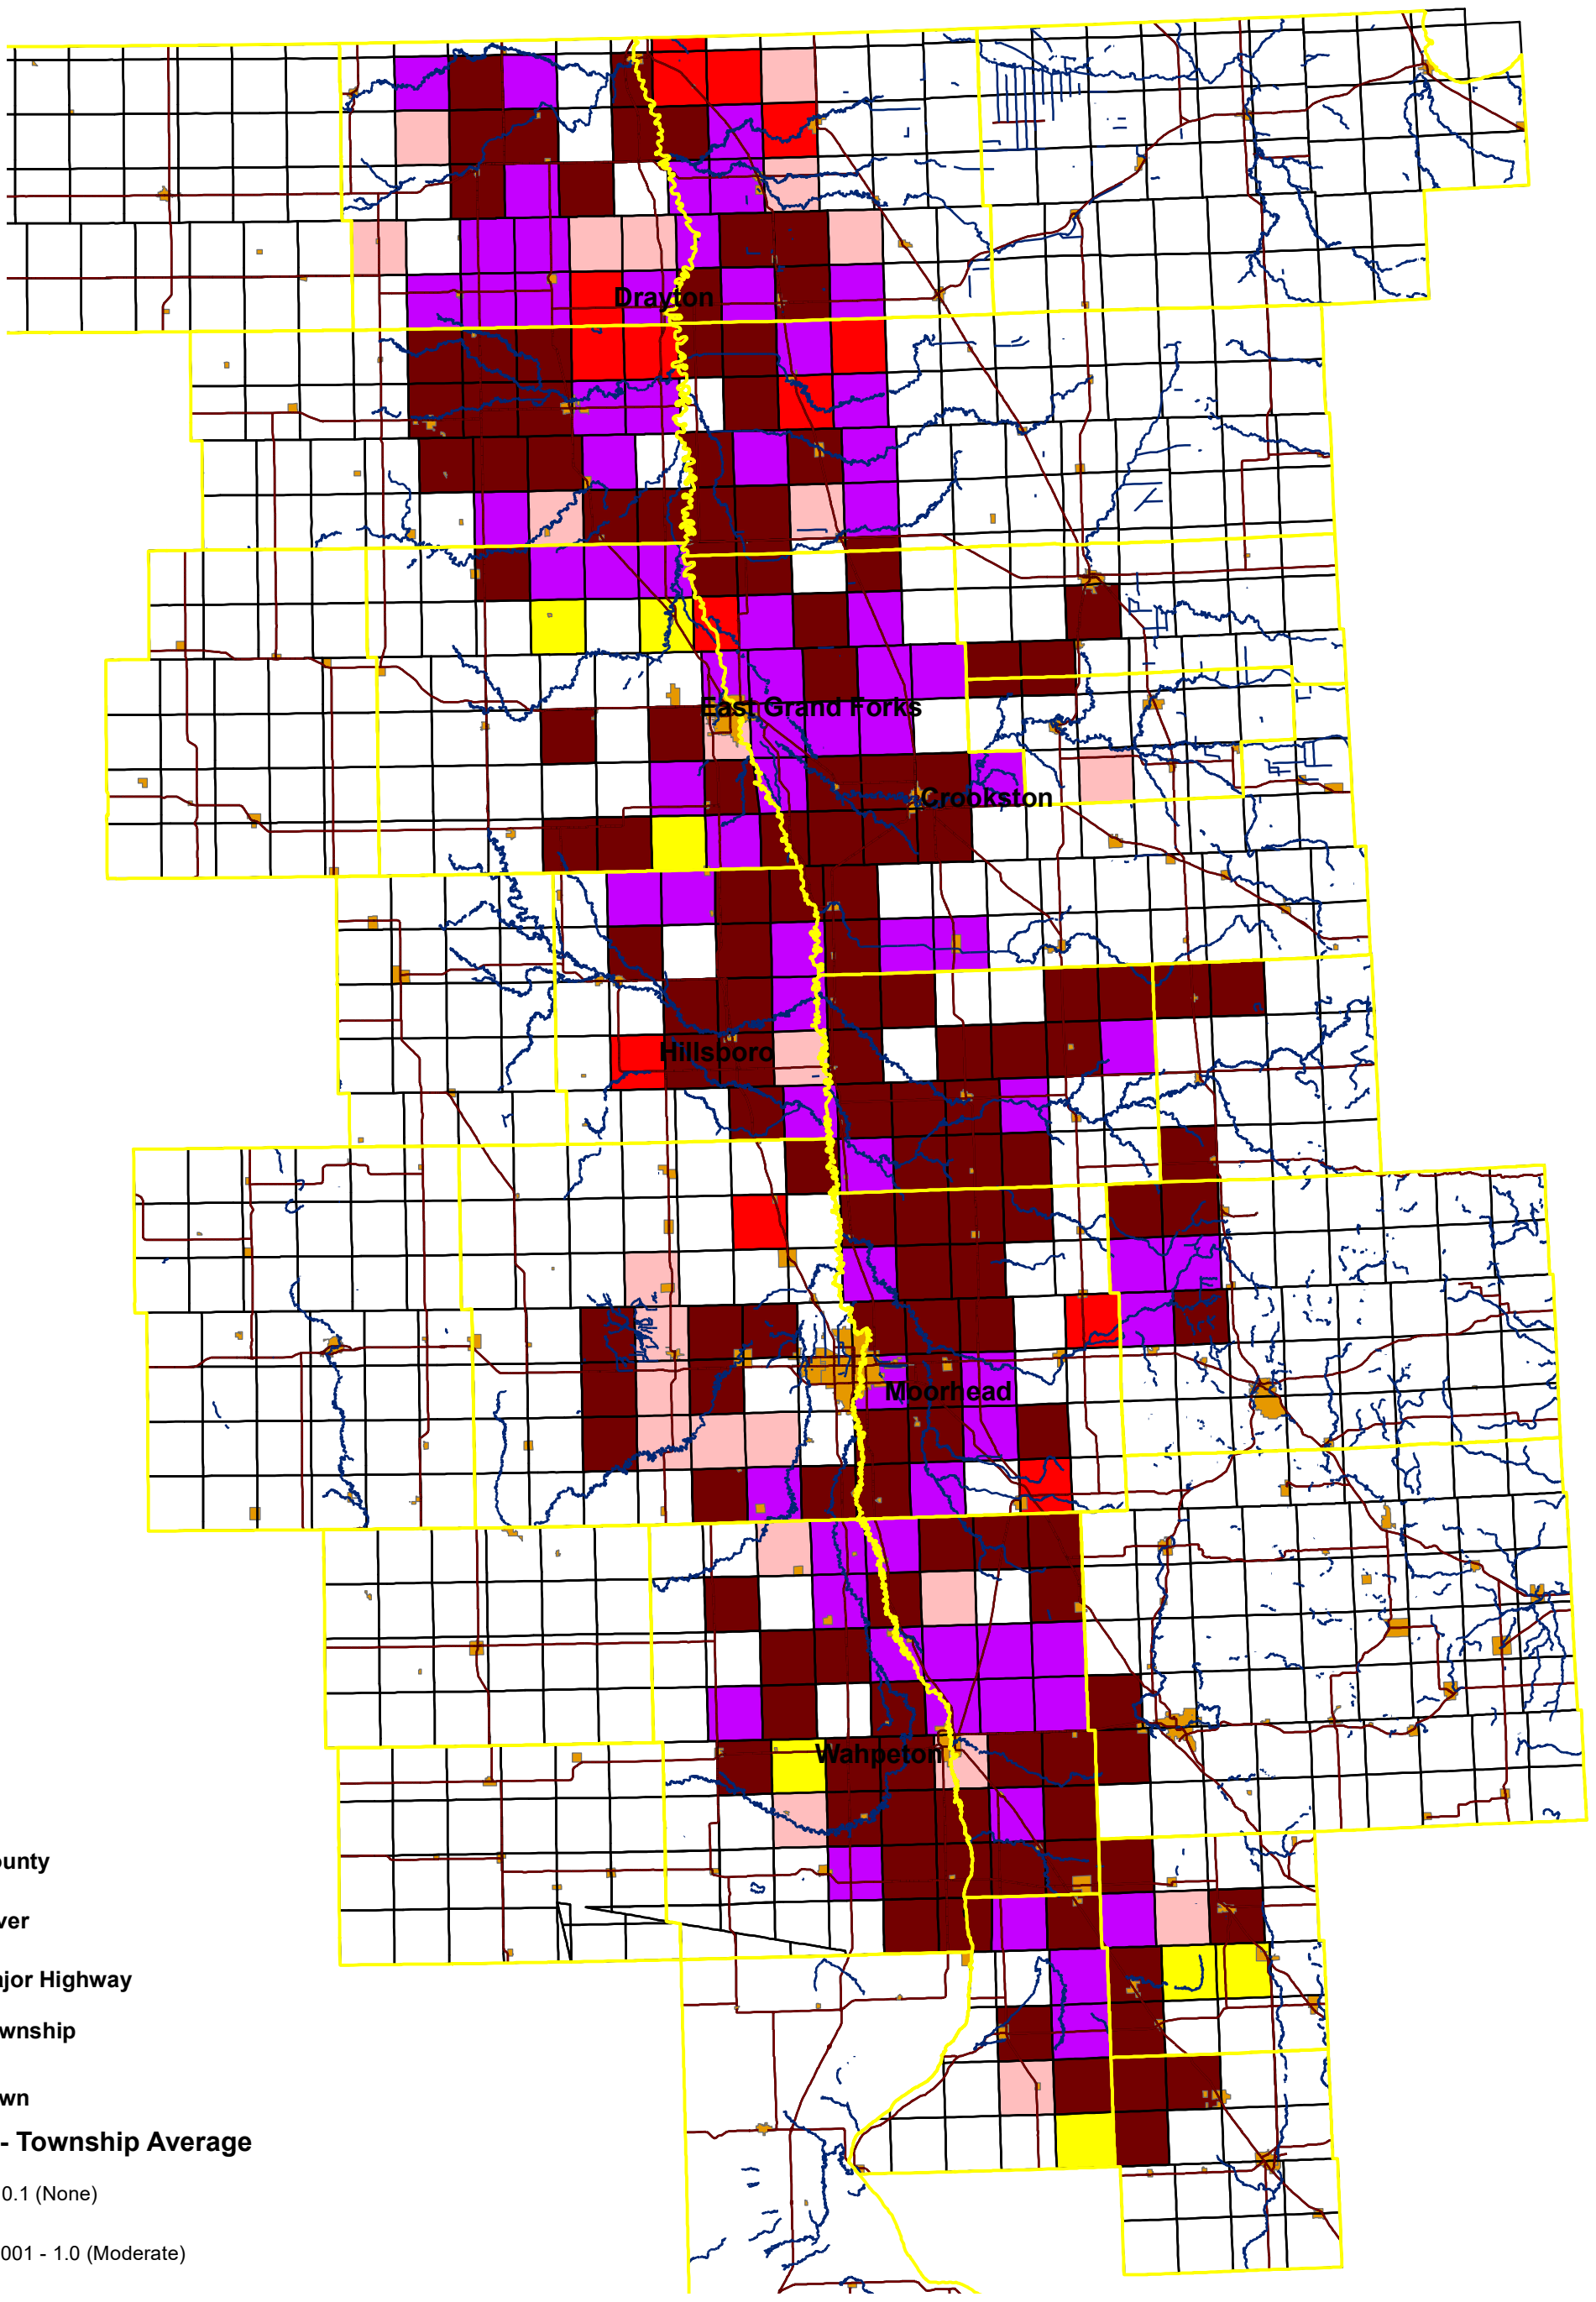 Drayton
East Grand Forks
Crookston
Hillsboro
Moorhead
Wahpeton
ounty
ver
ajor Highway
wnship
wn
- Township Average
0.1 (None)
001 - 1.0 (Moderate)